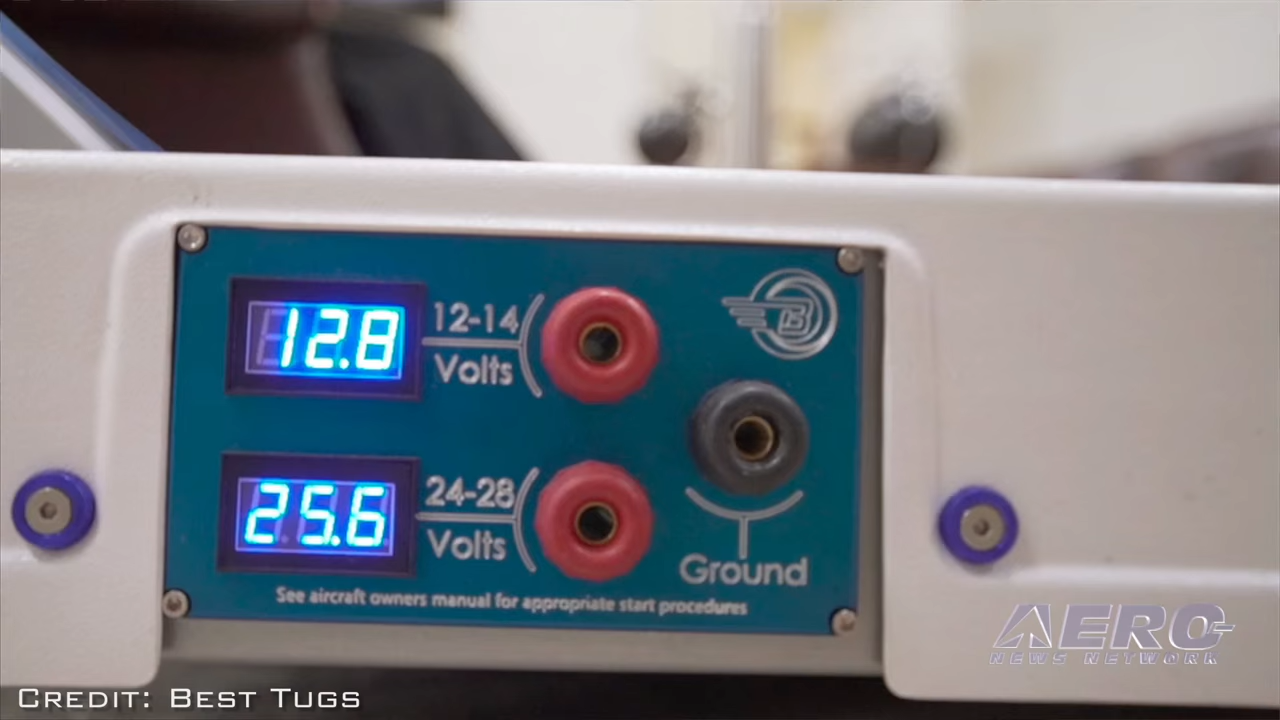 12.8
12-14
Volts
25.6
24-28
Volts
Ground
See aircraft owners manual for appropriate start procedures
B
AERO
NEWS NETWORK
Credit: Best Tugs